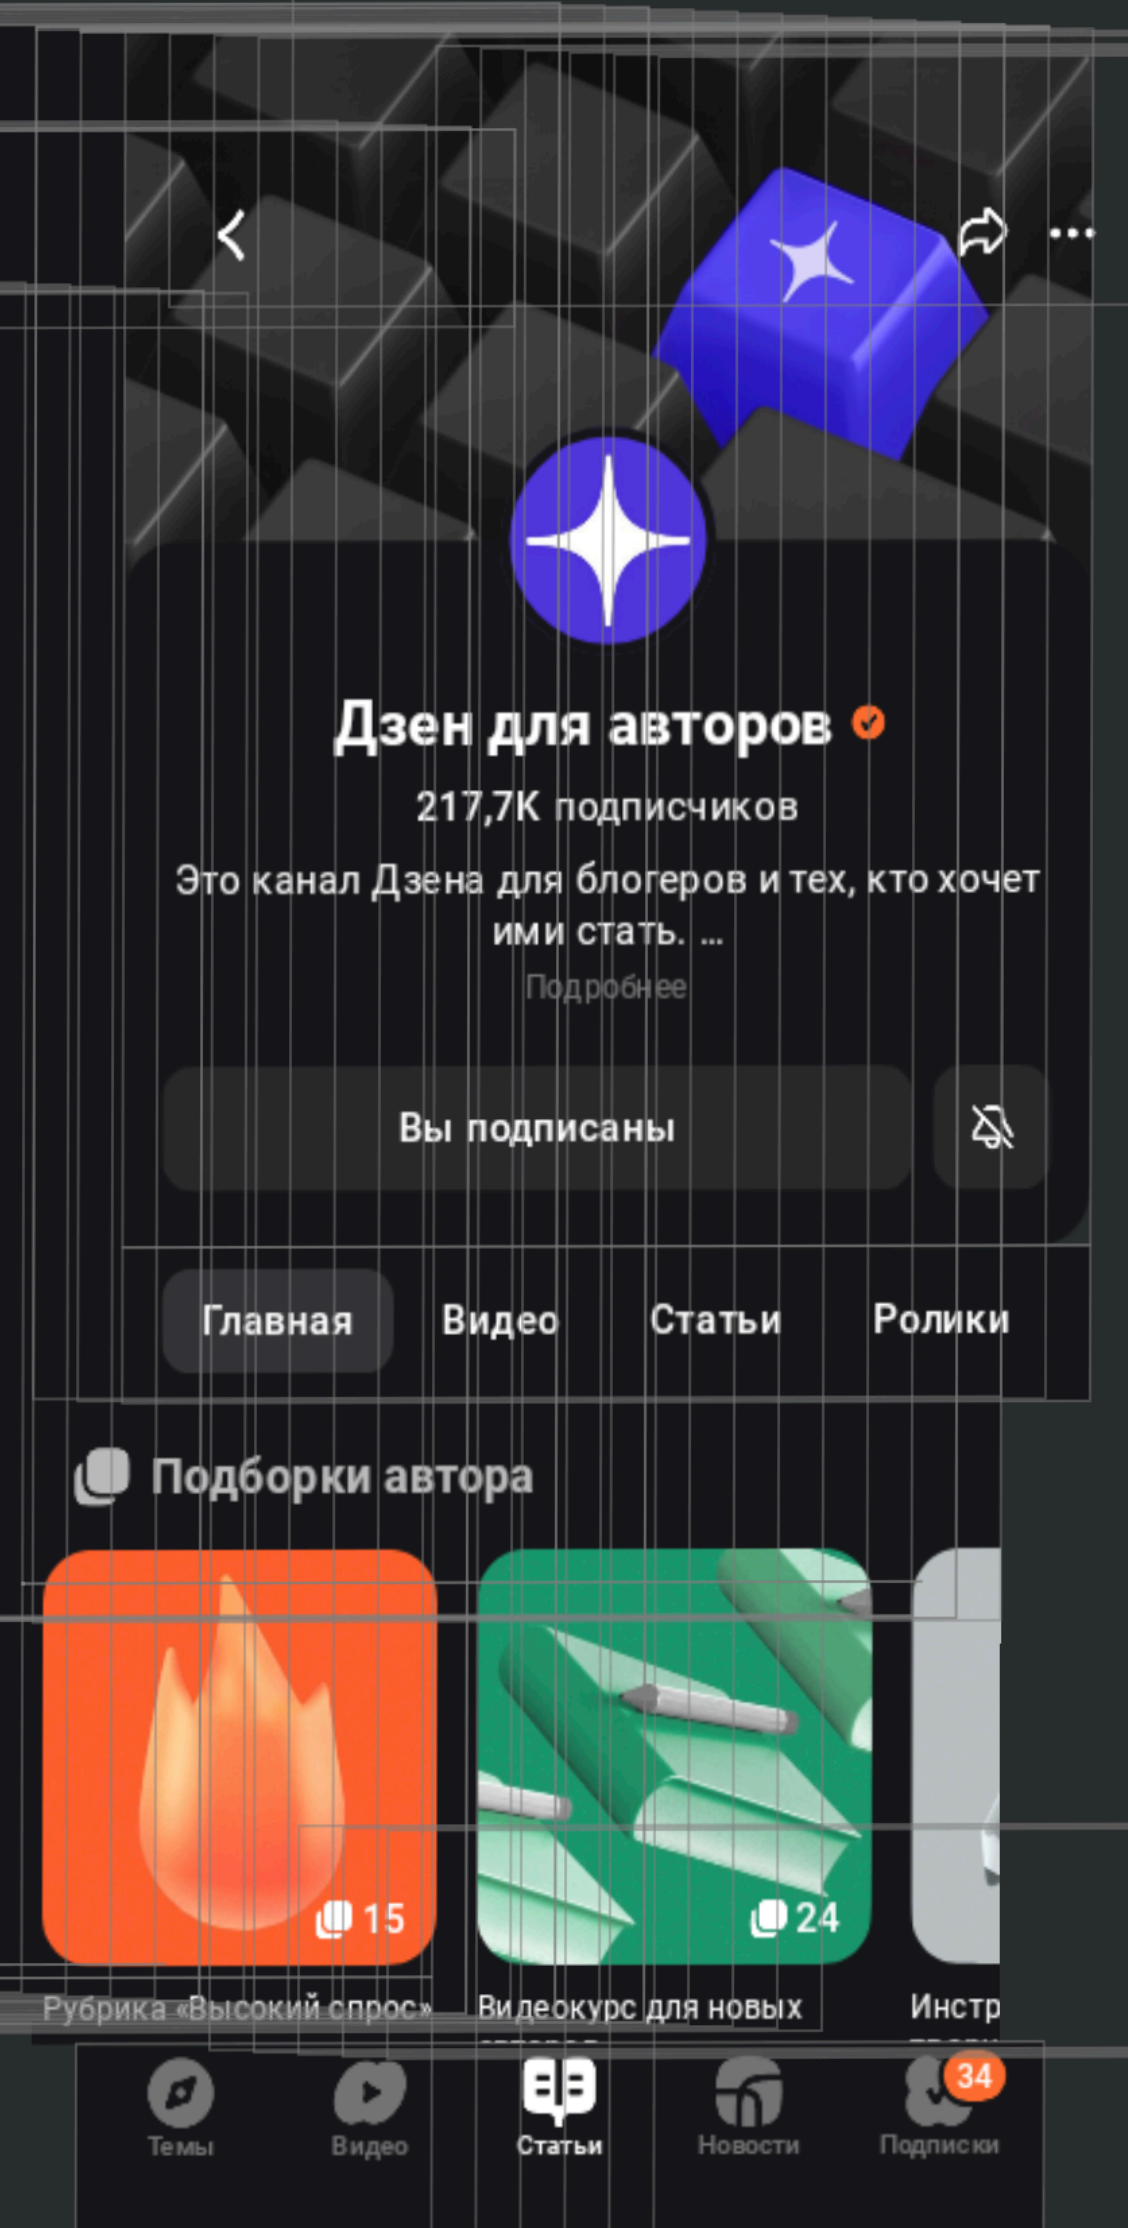 Дзен для авторов
217,7K подписчиков
Это канал Дзена для блогеров и тех, кто хочет
ими стать. ...
Подробнее
Вы подписаны
Главная Видео Статьи Ролики
Подборки автора
15 24
Рубрика «Высокий спрос» Видеокурс для новых Инстр
34
Темы Видео Статьи Новости Подписки